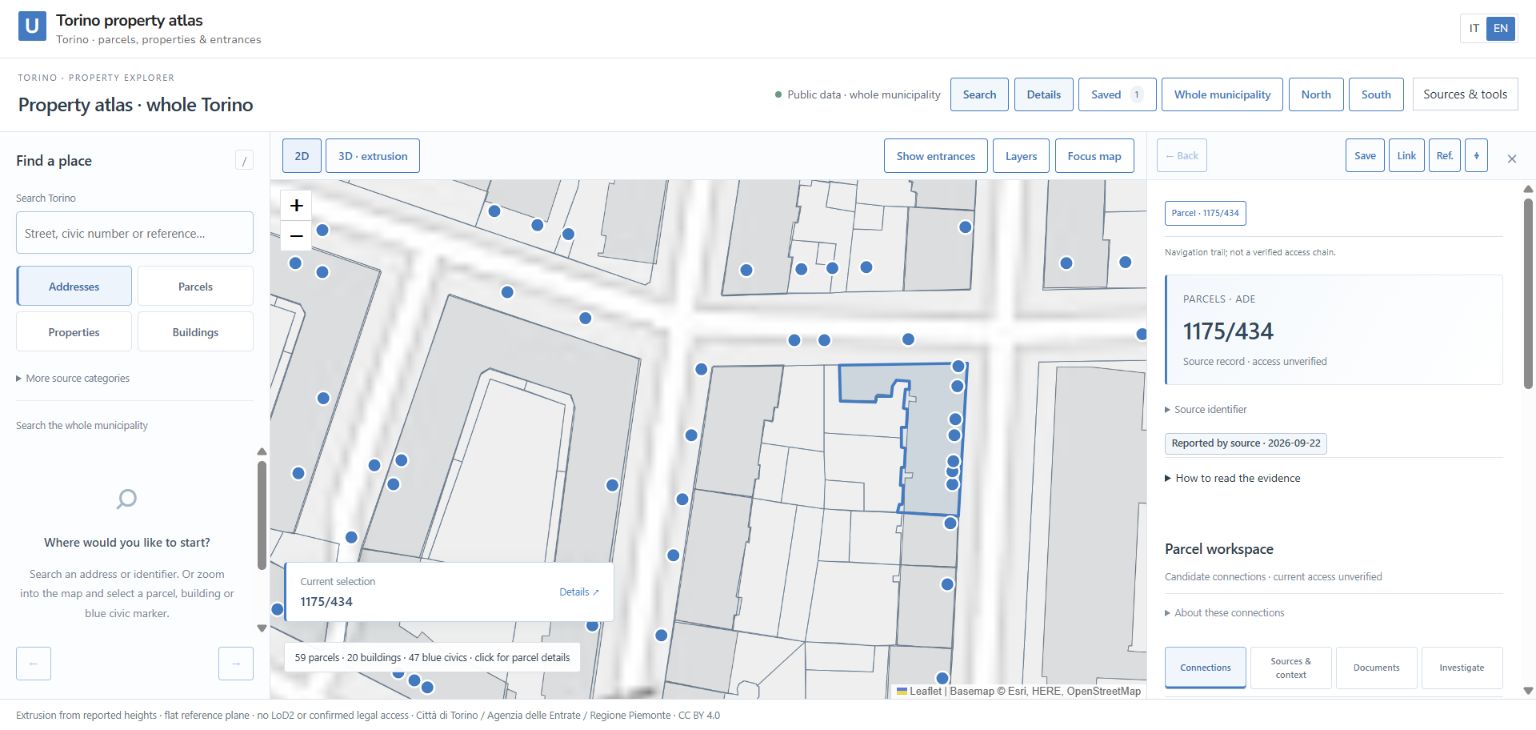 U
Torino property atlas
Torino · parcels, properties & entrances
IT EN
TORINO · PROPERTY EXPLORER
Property atlas · whole Torino
Public data · whole municipality
Search
Details
Saved 1
Whole municipality
North
South
Sources & tools
Find a place
/
Search Torino
Street, civic number or reference...
Addresses
Parcels
Properties
Buildings
More source categories
Search the whole municipality
Where would you like to start?
Search an address or identifier. Or zoom
into the map and select a parcel, building or
blue civic marker.
←
→
2D
3D · extrusion
Show entrances
Layers
Focus map
+
−
Current selection
1175/434
Details ↗
59 parcels · 20 buildings · 47 blue civics · click for parcel details
Leaflet | Basemap © Esri, HERE, OpenStreetMap
← Back
Save
Link
Ref.
×
Parcel · 1175/434
Navigation trail; not a verified access chain.
PARCELS · ADE
1175/434
Source record · access unverified
Source identifier
Reported by source · 2026-09-22
How to read the evidence
Parcel workspace
Candidate connections · current access unverified
About these connections
Connections
Sources &
context
Documents
Investigate
Extrusion from reported heights · flat reference plane · no LoD2 or confirmed legal access · Città di Torino / Agenzia delle Entrate / Regione Piemonte · CC BY 4.0